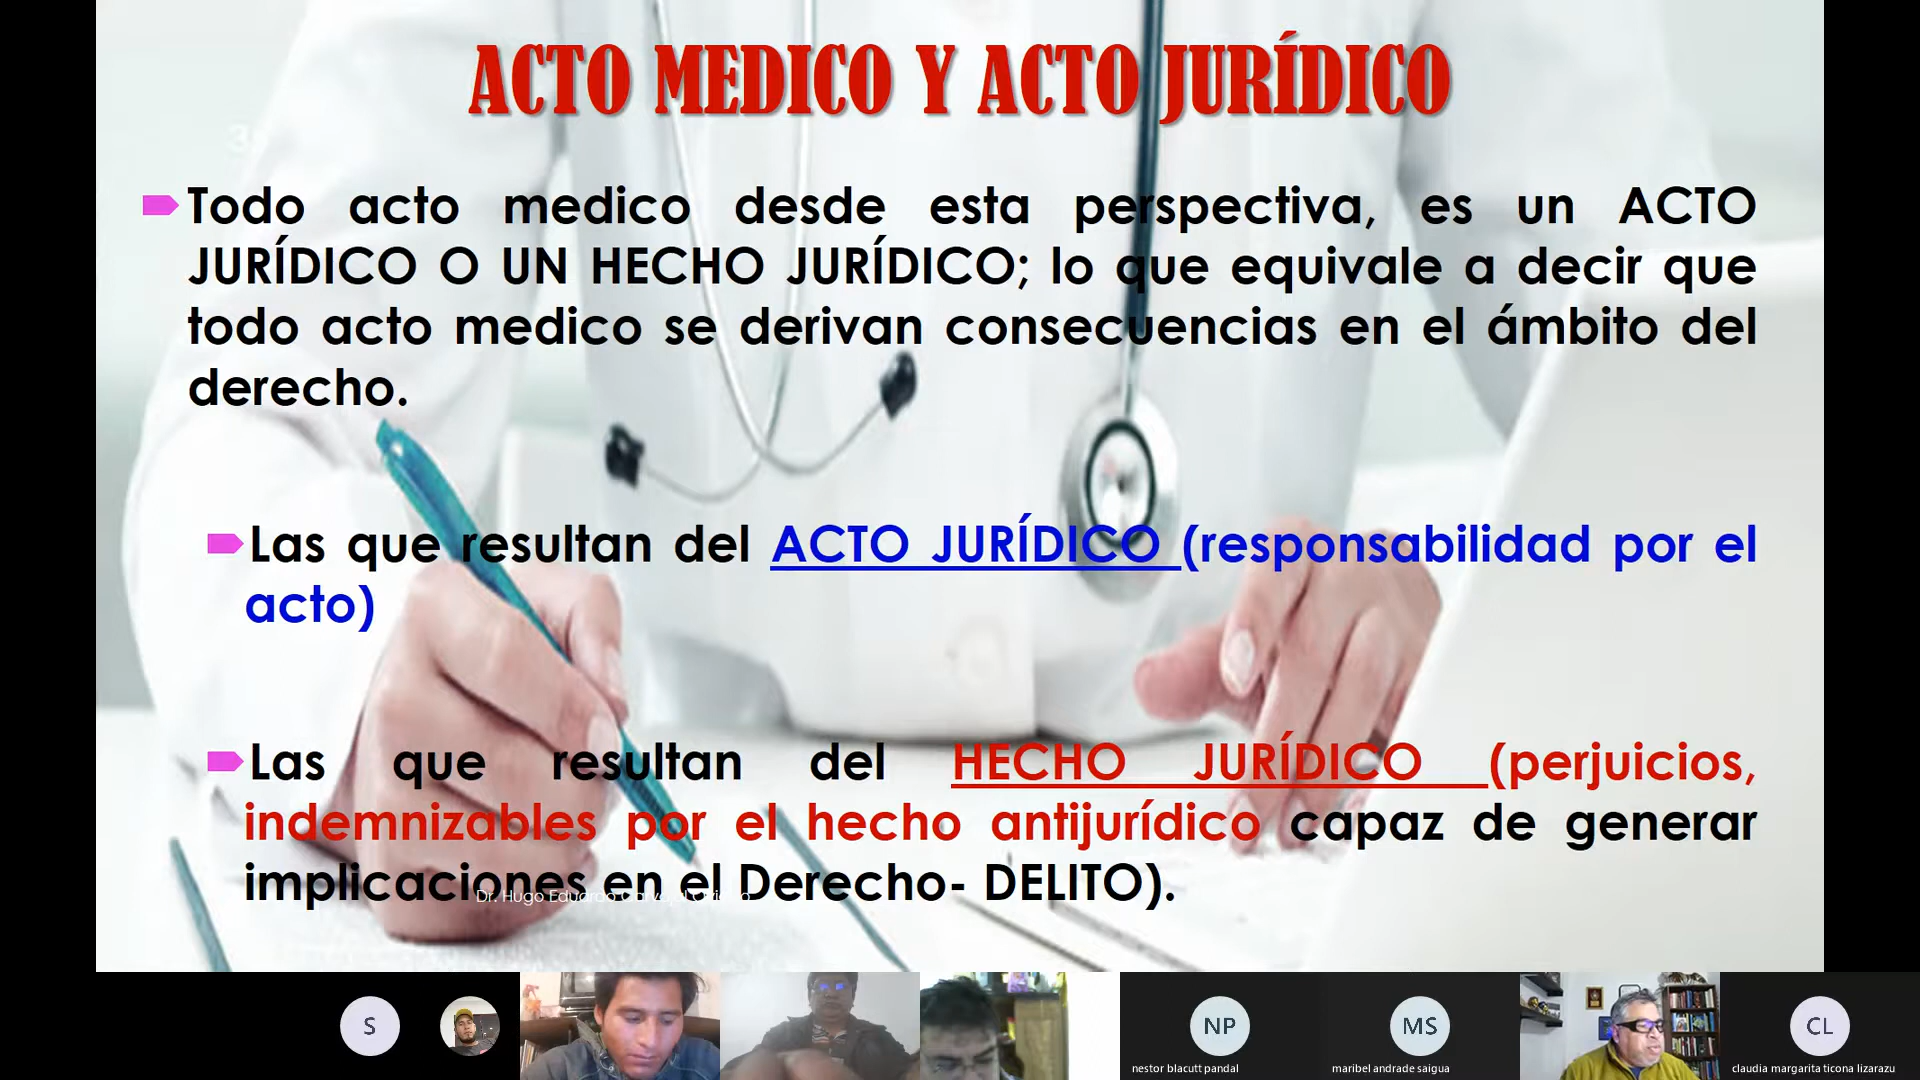 ACTO MEDICO Y ACTO JURÍDICO
Todo acto medico desde esta perspectiva, es un ACTO
JURÍDICO O UN HECHO JURÍDICO; lo que equivale a decir que
todo acto medico se derivan consecuencias en el ámbito del
derecho.
Las que resultan del ACTO JURÍDICO (responsabilidad por el
acto)
Las que resultan del HECHO JURÍDICO (perjuicios,
indemnizables por el hecho antijurídico capaz de generar
implicaciones en el Derecho- DELITO).
Dr. Hugo Eduardo Carvajal
S
NP
MS
CL
nestor blacutt pandal
maribel andrade saigua
claudia margarita ticona lizarazu